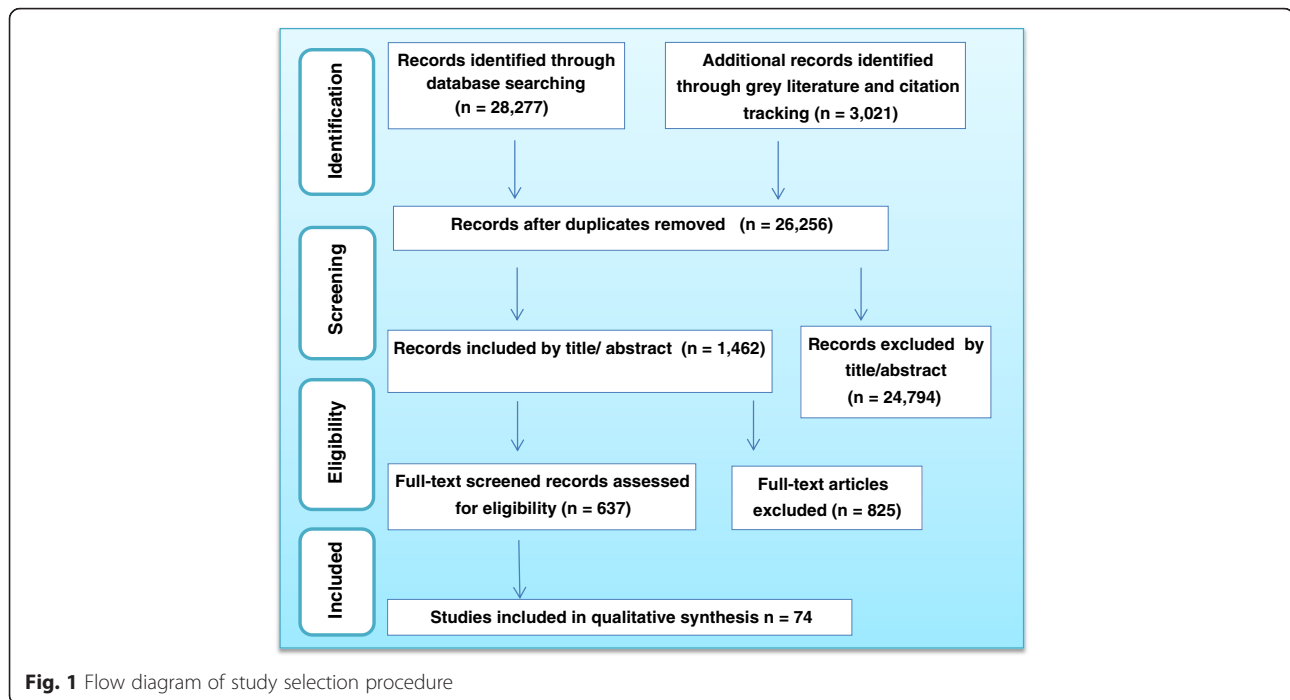 Identification
Records identified through
database searching
(n = 28,277)
Additional records identified
through grey literature and citation
tracking (n = 3,021)
Records after duplicates removed (n = 26,256)
Screening
Records included by title/ abstract (n = 1,462)
Records excluded by
title/abstract
(n = 24,794)
Eligibility
Full-text screened records assessed
for eligibility (n = 637)
Full-text articles
excluded (n = 825)
Included
Studies included in qualitative synthesis n = 74
Fig. 1 Flow diagram of study selection procedure